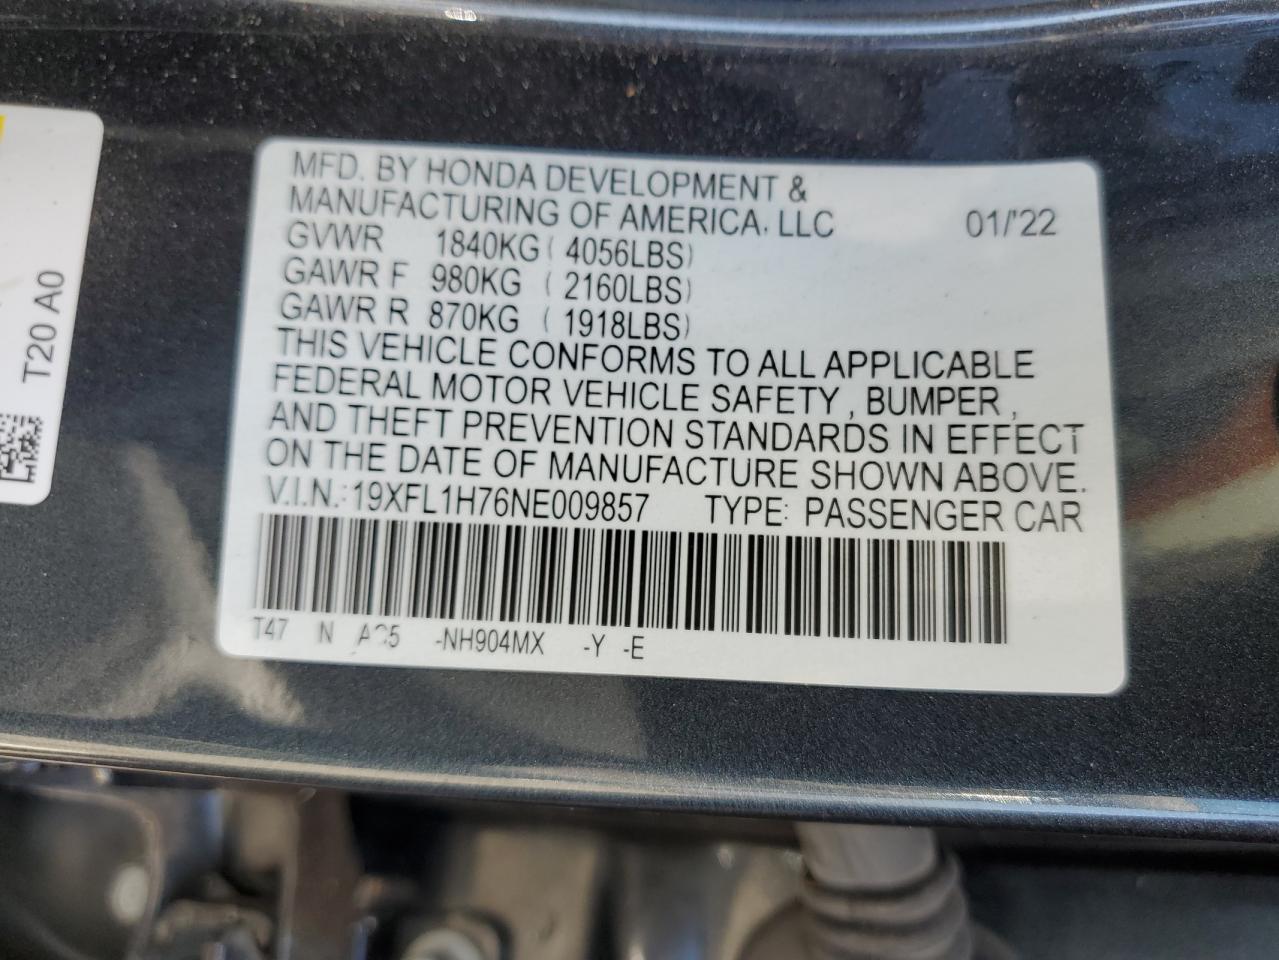 MFD. BY HONDA DEVELOPMENT &
MANUFACTURING OF AMERICA, LLC 01/'22
GVWR 1840KG ( 4056LBS)
GAWR F 980KG ( 2160LBS)
GAWR R 870KG ( 1918LBS)
THIS VEHICLE CONFORMS TO ALL APPLICABLE
FEDERAL MOTOR VEHICLE SAFETY , BUMPER ,
AND THEFT PREVENTION STANDARDS IN EFFECT
ON THE DATE OF MANUFACTURE SHOWN ABOVE.
V.I.N.: 19XFL1H76NE009857 TYPE: PASSENGER CAR
T47 N -NH904MX -Y -E
T20 A0